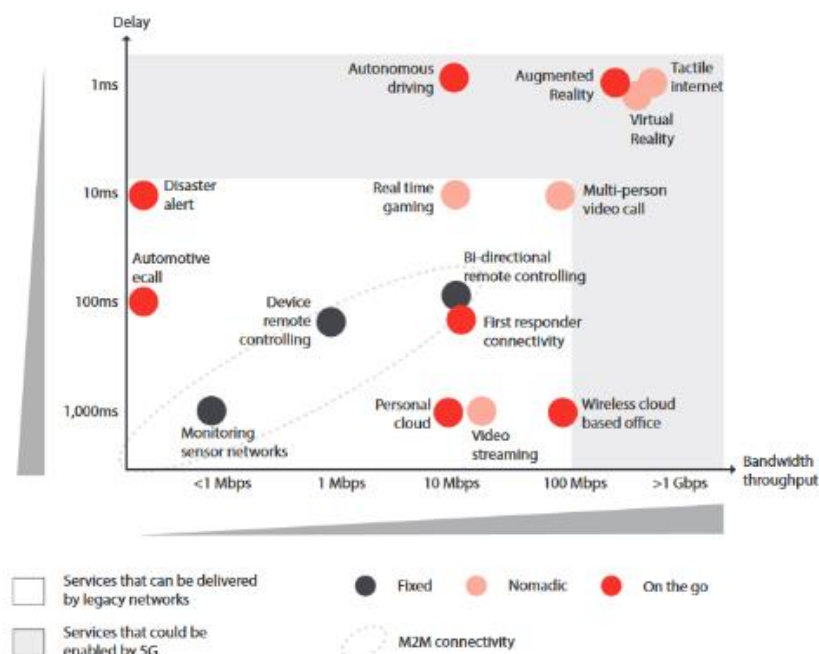 Delay
1ms
10ms
100ms
1,000ms
Autonomous
driving
Augmented
Reality
Tactile
internet
Virtual
Reality
Disaster
alert
Real time
gaming
Multi-person
video call
Automotive
ecall
Bi-directional
remote controlling
Device
remote
controlling
First responder
connectivity
Monitoring
sensor networks
Personal
cloud
Video
streaming
Wireless cloud
based office
<1 Mbps
1 Mbps
10 Mbps
100 Mbps
>1 Gbps
Bandwidth
throughput
Services that can be delivered
by legacy networks
Fixed
Nomadic
On the go
Services that could be
enabled by 5G
M2M connectivity